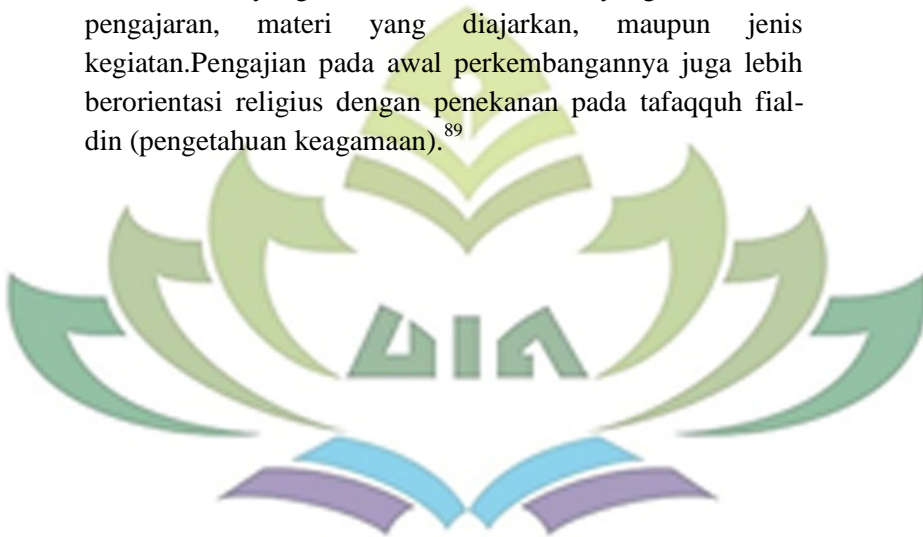 pengajaran, materi yang diajarkan, maupun jenis
kegiatan.Pengajian pada awal perkembangannya juga lebih
berorientasi religius dengan penekanan pada tafaqquh fial-
din (pengetahuan keagamaan).89
UIN